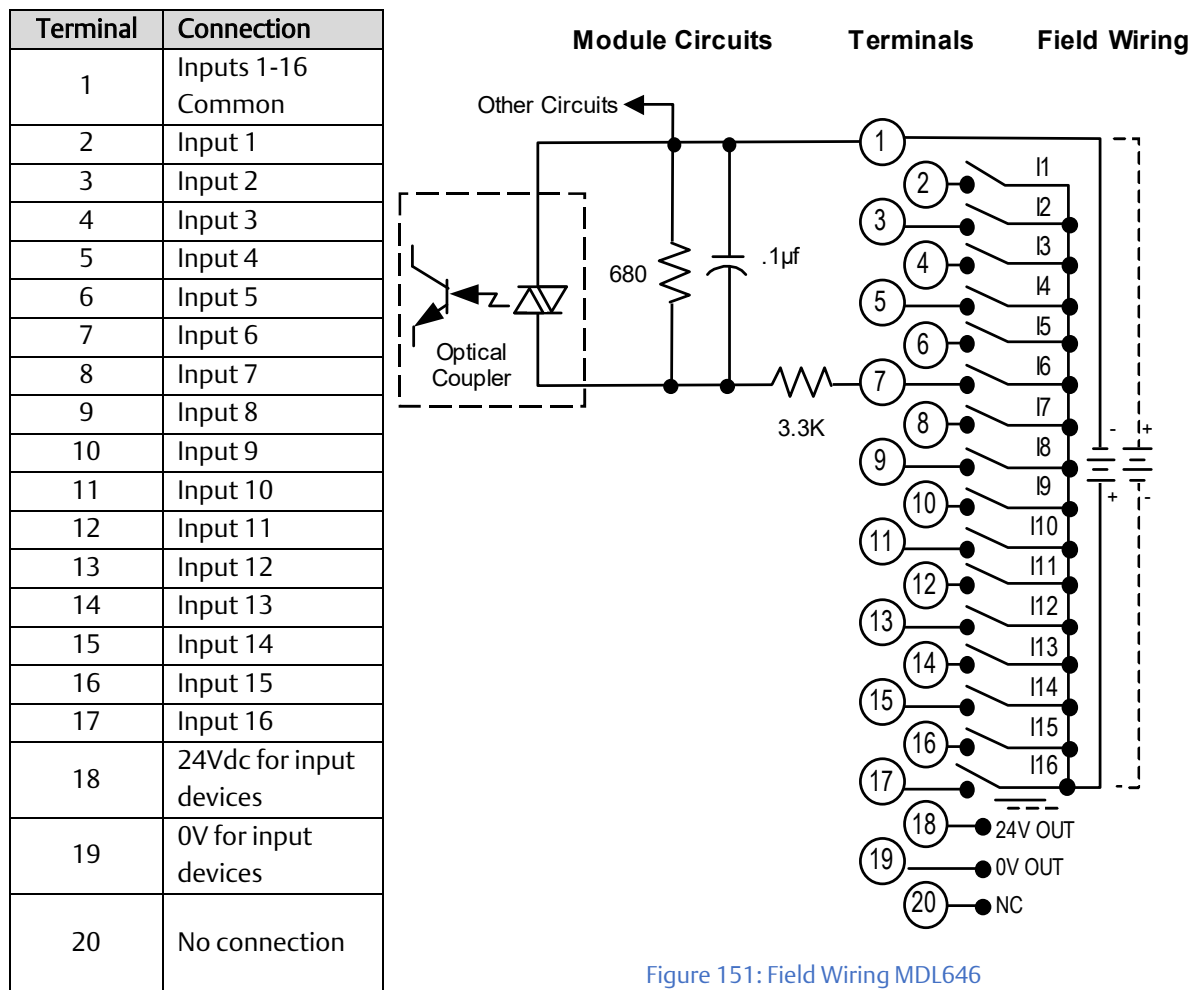 Terminal Connection
1 Inputs 1-16
Common
2 Input 1
3 Input 2
4 Input 3
5 Input 4
6 Input 5
7 Input 6
8 Input 7
9 Input 8
10 Input 9
11 Input 10
12 Input 11
13 Input 12
14 Input 13
15 Input 14
16 Input 15
17 Input 16
18 24Vdc for input
devices
19 0V for input
devices
20 No connection
Module Circuits Terminals Field Wiring
Other Circuits
Optical
Coupler
680
.1µf
3.3K
1
2 I1
3 I2
4 I3
5 I4
6 I5
7 I6
8 I7
9 I8
10 I9
11 I10
12 I11
13 I12
14 I13
15 I14
16 I15
17 I16
- +
+ -
18 24V OUT
19 0V OUT
20 NC
Figure 151: Field Wiring MDL646